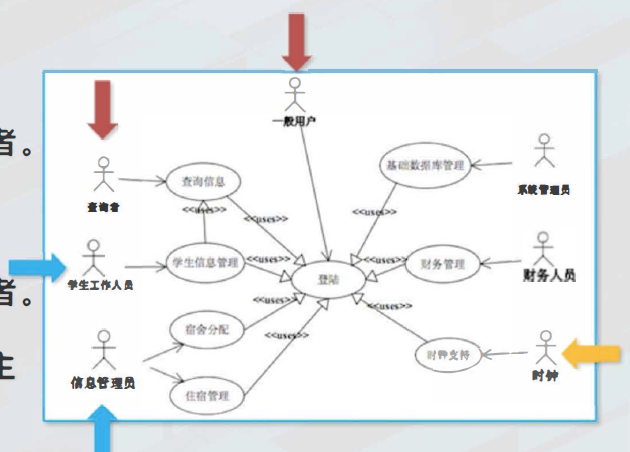 者。
一般用户
查询者
查询信息
基础数据库管理
系统管理员
<<uses>>
<<uses>>
<<uses>>
学生工作人员
学生信息管理
<<uses>>
登陆
<<uses>>
财务管理
财务人员
者。
宿舍分配
<<uses>>
<<uses>>
<<uses>>
主
信息管理员
住宿管理
时钟支持
时钟